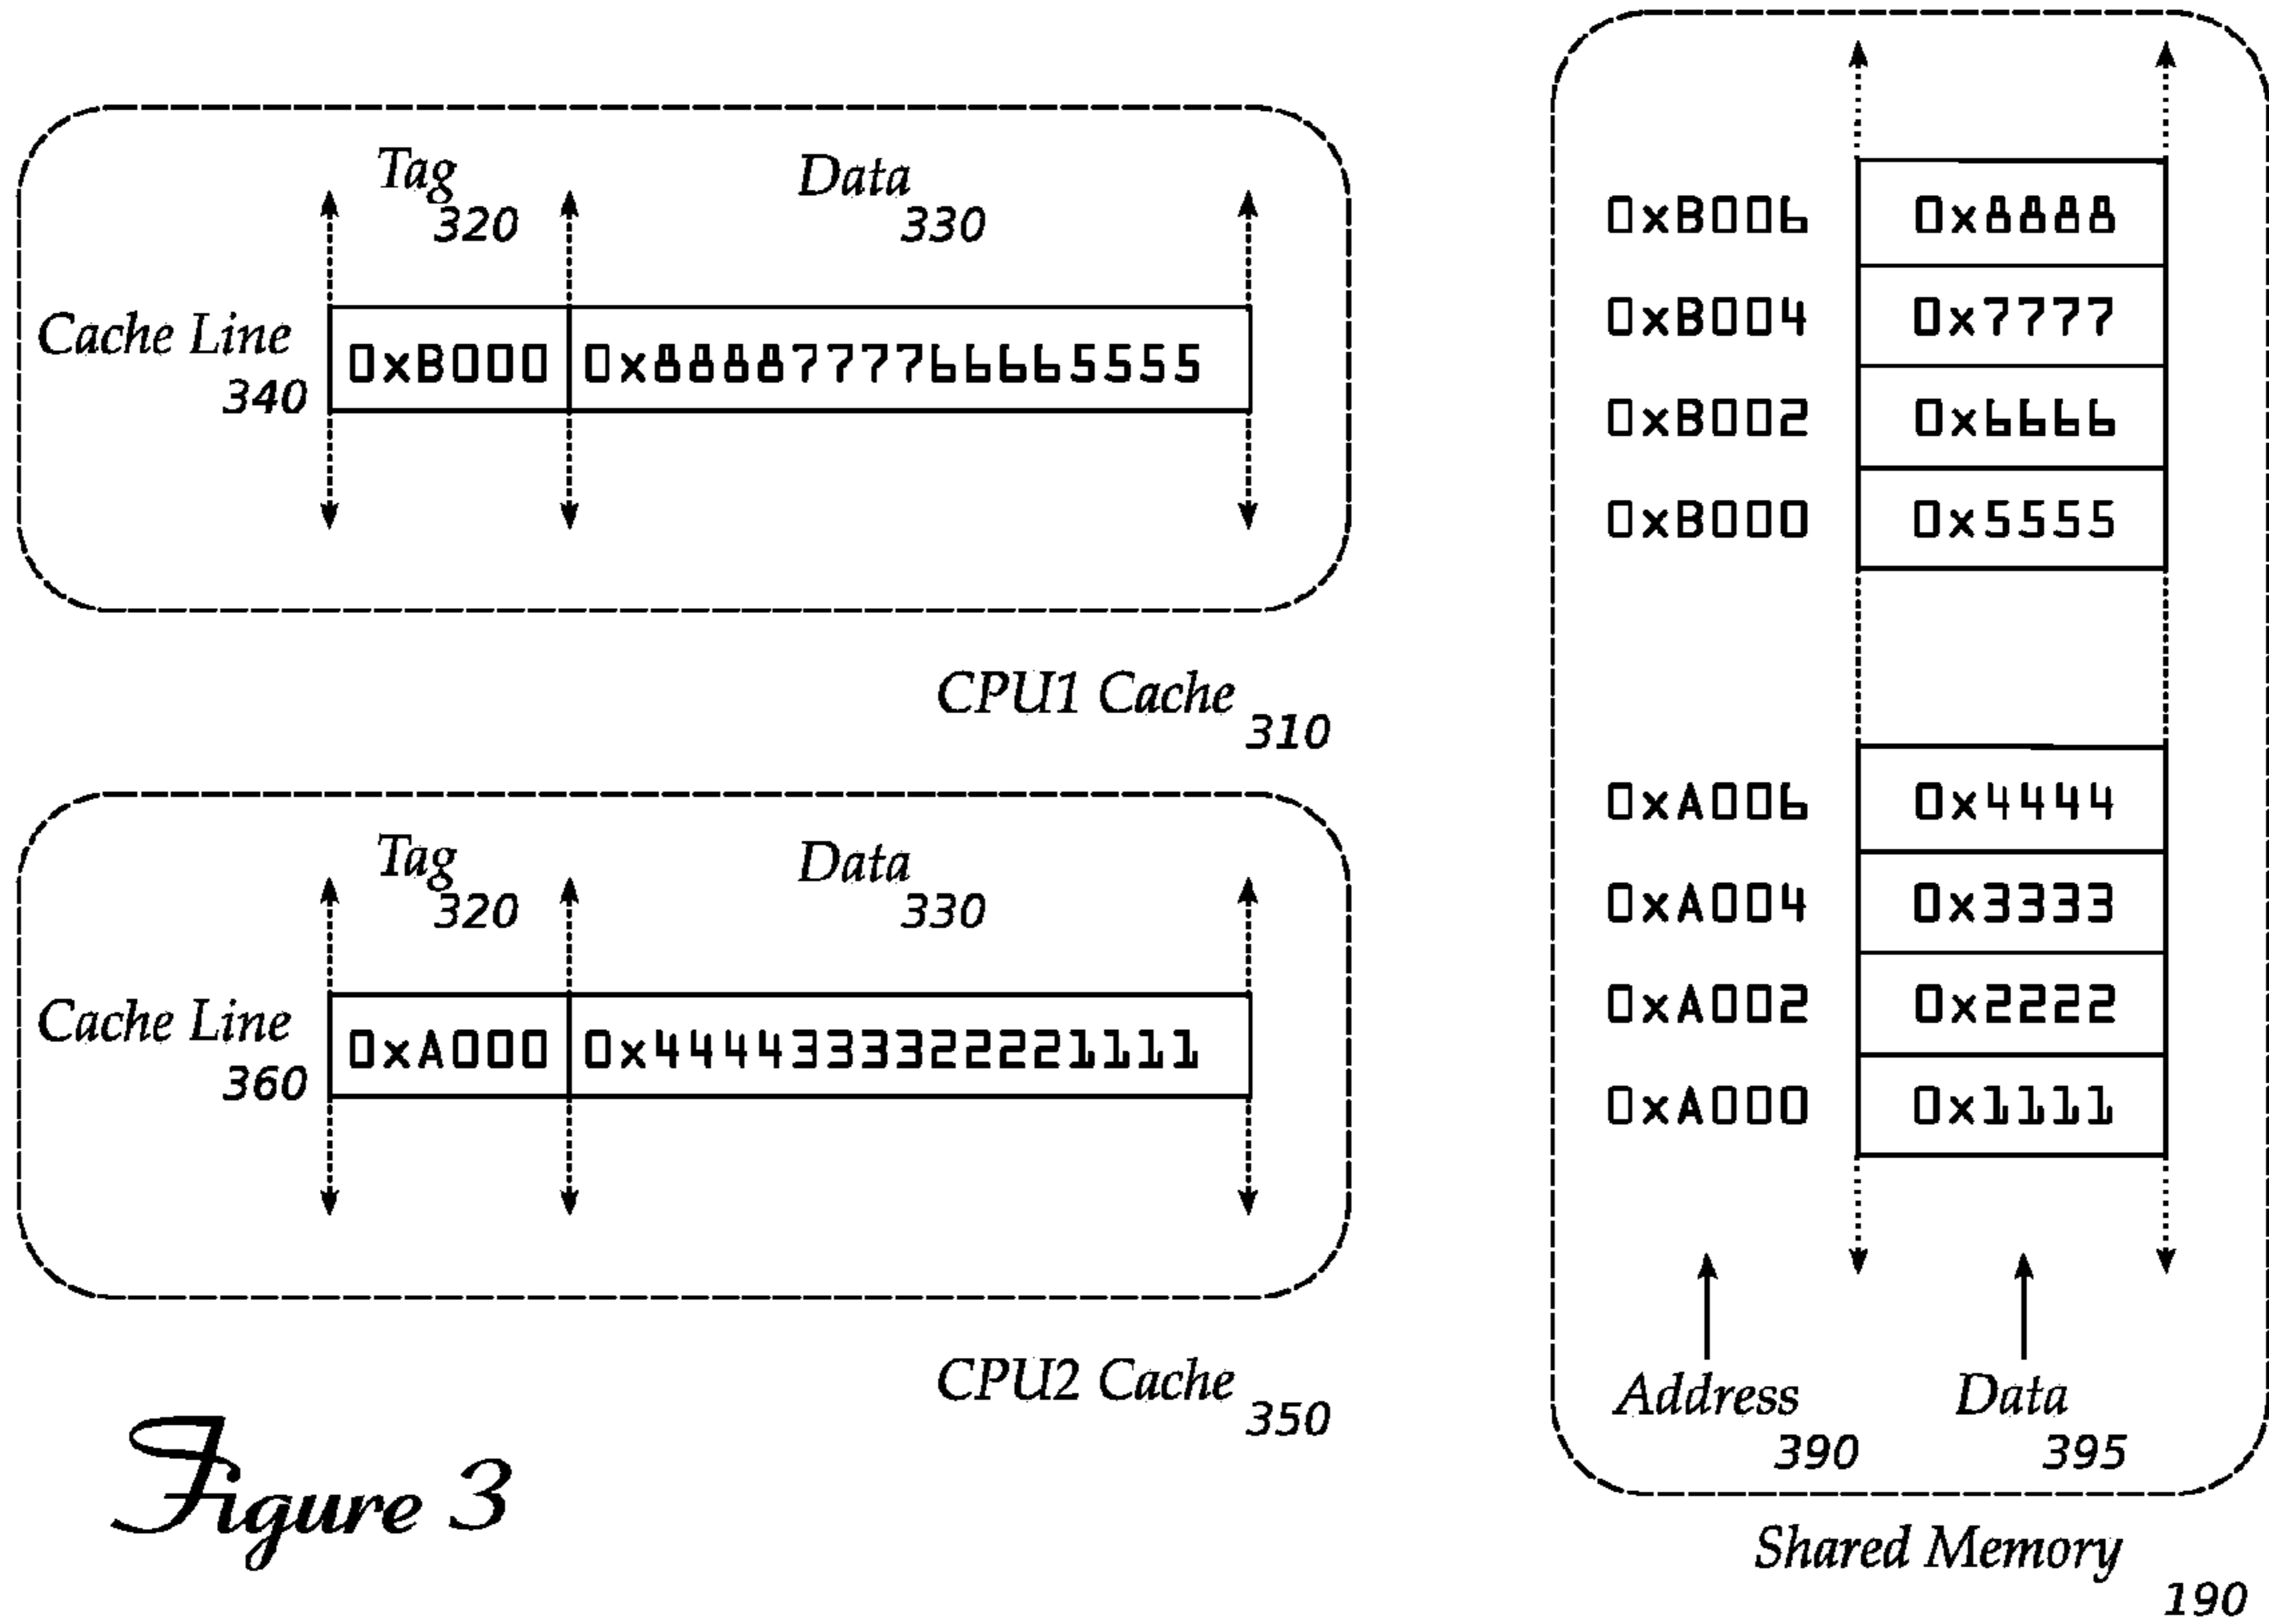 Tag 320
Data 330
Cache Line 340
0xB000 0x8888777766665555
CPU1 Cache 310
Tag 320
Data 330
Cache Line 360
0xA000 0x4444333322221111
CPU2 Cache 350
Figure 3
0xB006 0x8888
0xB004 0x7777
0xB002 0x6666
0xB000 0x5555
0xA006 0x4444
0xA004 0x3333
0xA002 0x2222
0xA000 0x1111
Address 390
Data 395
Shared Memory 190